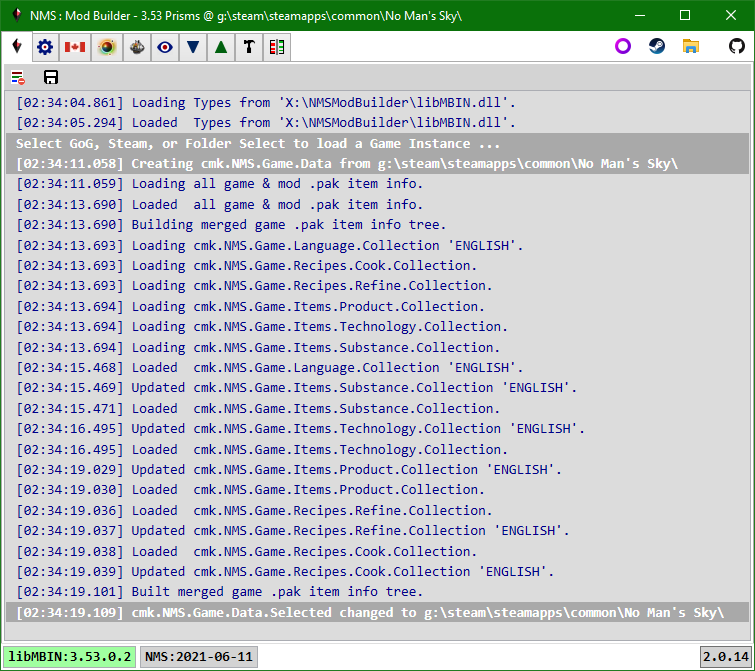 NMS : Mod Builder - 3.53 Prisms @ g:\steam\steamapps\common\No Man's Sky\
[02:34:04.861] Loading Types from 'X:\NMSModBuilder\libMBIN.dll'.
[02:34:05.294] Loaded  Types from 'X:\NMSModBuilder\libMBIN.dll'.
Select GoG, Steam, or Folder Select to load a Game Instance ...
[02:34:11.058] Creating cmk.NMS.Game.Data from g:\steam\steamapps\common\No Man's Sky\
[02:34:11.059] Loading all game & mod .pak item info.
[02:34:13.690] Loaded  all game & mod .pak item info.
[02:34:13.690] Building merged game .pak item info tree.
[02:34:13.690] Loading cmk.NMS.Game.Language.Collection 'ENGLISH'.
[02:34:13.693] Loading cmk.NMS.Game.Recipes.Cook.Collection.
[02:34:13.693] Loading cmk.NMS.Game.Recipes.Refine.Collection.
[02:34:13.694] Loading cmk.NMS.Game.Items.Product.Collection.
[02:34:13.694] Loading cmk.NMS.Game.Items.Technology.Collection.
[02:34:13.694] Loading cmk.NMS.Game.Items.Substance.Collection.
[02:34:15.468] Loaded  cmk.NMS.Game.Language.Collection 'ENGLISH'.
[02:34:15.469] Updated cmk.NMS.Game.Items.Substance.Collection 'ENGLISH'.
[02:34:15.471] Loaded  cmk.NMS.Game.Items.Substance.Collection.
[02:34:16.495] Updated cmk.NMS.Game.Items.Technology.Collection 'ENGLISH'.
[02:34:16.495] Loaded  cmk.NMS.Game.Items.Technology.Collection.
[02:34:19.029] Updated cmk.NMS.Game.Items.Product.Collection 'ENGLISH'.
[02:34:19.030] Loaded  cmk.NMS.Game.Items.Product.Collection.
[02:34:19.036] Loaded  cmk.NMS.Game.Recipes.Refine.Collection.
[02:34:19.037] Updated cmk.NMS.Game.Recipes.Refine.Collection 'ENGLISH'.
[02:34:19.038] Loaded  cmk.NMS.Game.Recipes.Cook.Collection.
[02:34:19.039] Updated cmk.NMS.Game.Recipes.Cook.Collection 'ENGLISH'.
[02:34:19.101] Built merged game .pak item info tree.
[02:34:19.109] cmk.NMS.Game.Data.Selected changed to g:\steam\steamapps\common\No Man's Sky\
libMBIN:3.53.0.2 NMS:2021-06-11 2.0.14